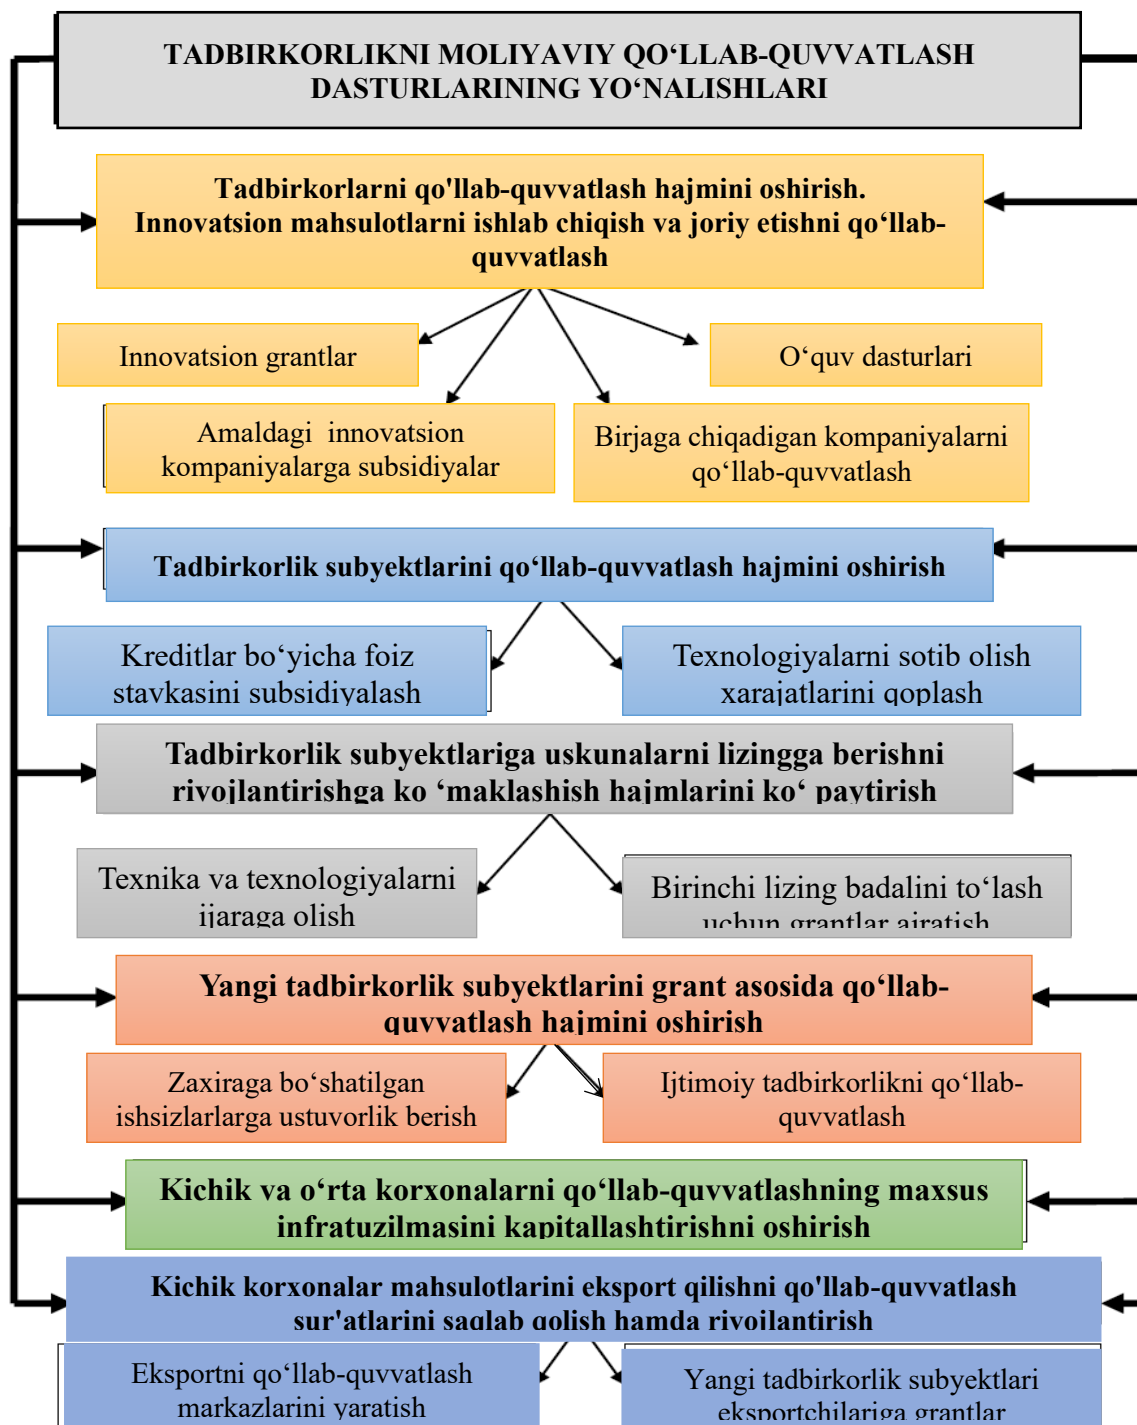 TADBIRKORLIKNI MOLIYAVIY QO‘LLAB-QUVVATLASH
DASTURLARINING YO‘NALISHLARI
Tadbirkorlarni qo'llab-quvvatlash hajmini oshirish.
Innovatsion mahsulotlarni ishlab chiqish va joriy etishni qo‘llab-
quvvatlash
Innovatsion grantlar
O‘quv dasturlari
Amaldagi innovatsion
kompaniyalarga subsidiyalar
Birjaga chiqadigan kompaniyalarni
qo‘llab-quvvatlash
Tadbirkorlik subyektlarini qo‘llab-quvvatlash hajmini oshirish
Kreditlar bo‘yicha foiz
stavkasini subsidiyalash
Texnologiyalarni sotib olish
xarajatlarini qoplash
Tadbirkorlik subyektlariga uskunalarni lizingga berishni
rivojlantirishga ko ‘maklashish hajmlarini ko‘ paytirish
Texnika va texnologiyalarni
ijaraga olish
Birinchi lizing badalini to‘lash
uchun grantlar ajratish
Yangi tadbirkorlik subyektlarini grant asosida qo‘llab-
quvvatlash hajmini oshirish
Zaxiraga bo‘shatilgan
ishsizlarlarga ustuvorlik berish
Ijtimoiy tadbirkorlikni qo‘llab-
quvvatlash
Kichik va o‘rta korxonalarni qo‘llab-quvvatlashning maxsus
infratuzilmasini kapitallashtirishni oshirish
Kichik korxonalar mahsulotlarini eksport qilishni qo'llab-quvvatlash
sur'atlarini saqlab qolish hamda rivojlantirish
Eksportni qo‘llab-quvvatlash
markazlarini yaratish
Yangi tadbirkorlik subyektlari
eksportchilariga grantlar